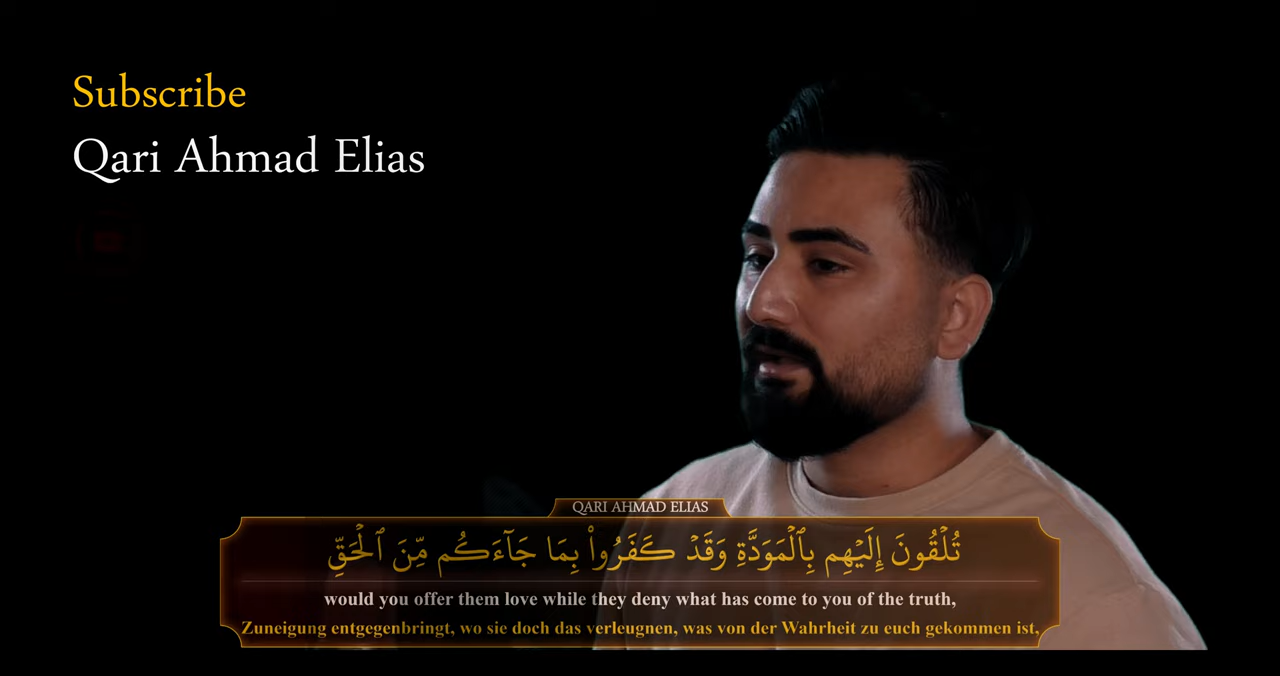 Subscribe
Qari Ahmad Elias
QARI AHMAD ELIAS
تُلْقُونَ إِلَيْهِم بِٱلْمَوَدَّةِ وَقَدْ كَفَرُوا۟ بِمَا جَآءَكُم مِّنَ ٱلْحَقِّ
would you offer them love while they deny what has come to you of the truth,
Zuneigung entgegenbringt, wo sie doch das verleugnen, was von der Wahrheit zu euch gekommen ist,